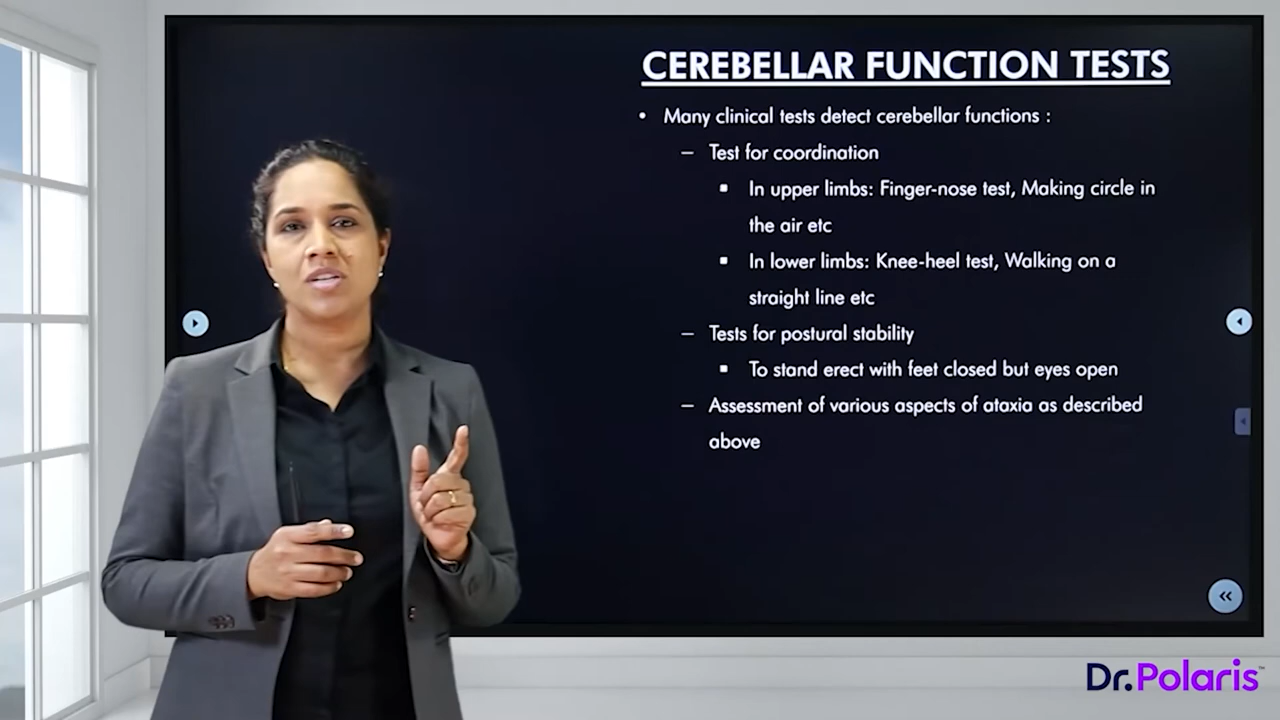 CEREBELLAR FUNCTION TESTS
• Many clinical tests detect cerebellar functions :
– Test for coordination
▪ In upper limbs: Finger-nose test, Making circle in
the air etc
▪ In lower limbs: Knee-heel test, Walking on a
straight line etc
– Tests for postural stability
▪ To stand erect with feet closed but eyes open
– Assessment of various aspects of ataxia as described
above
Dr.Polaris™